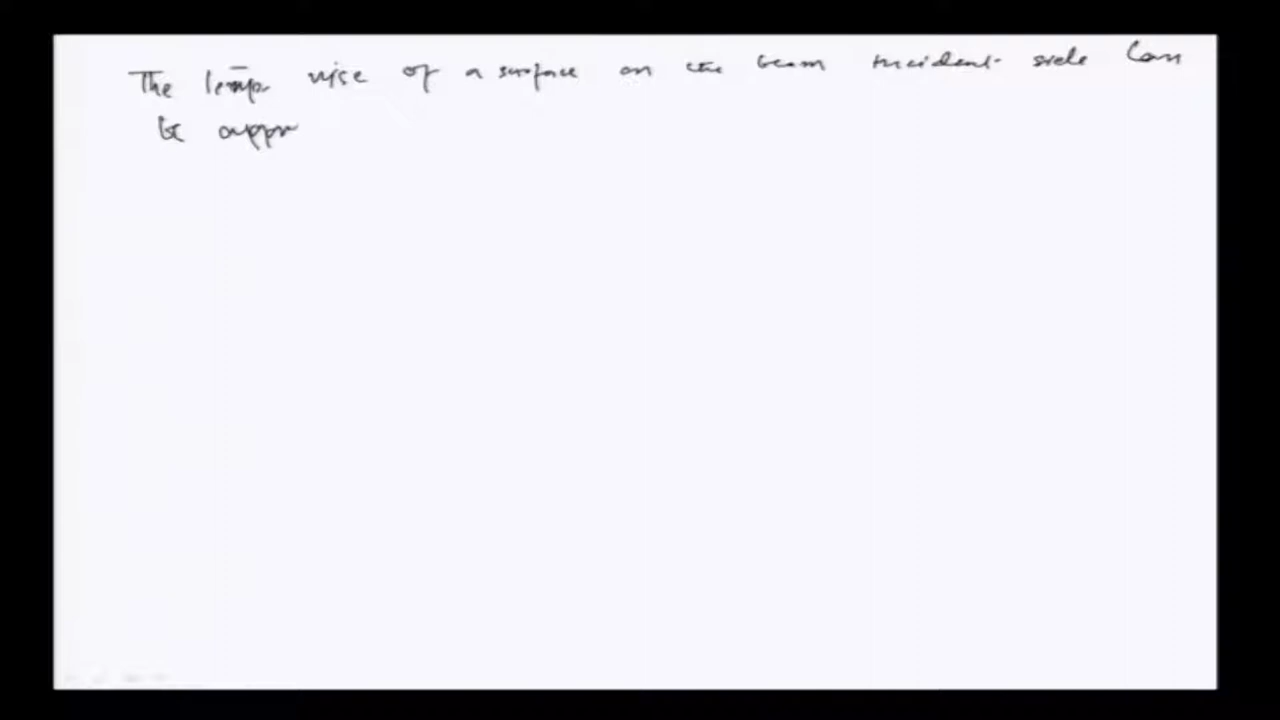 The temp rise of a surface on the beam incident side can
be appr